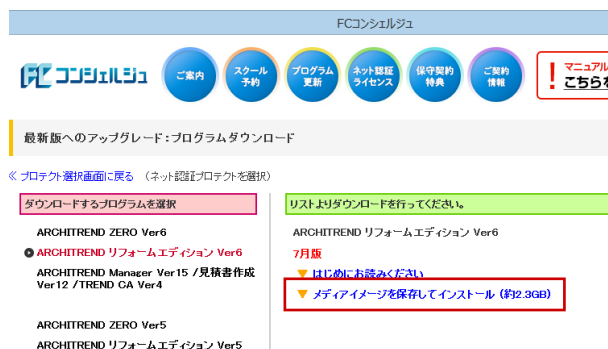 FCコンシェルジュ
FC コンシェルジュ
ご案内
スクール
予約
プログラム
更新
ネット認証
ライセンス
保守契約
特典
ご契約
情報
! マニュアル
こちらを
最新版へのアップグレード：プログラムダウンロード
≪ プロテクト選択画面に戻る （ネット認証プロテクトを選択）
ダウンロードするプログラムを選択
ARCHITREND ZERO Ver6
ARCHITREND リフォームエディション Ver6
ARCHITREND Manager Ver15 /見積書作成
Ver12 /TREND CA Ver4
ARCHITREND ZERO Ver5
ARCHITREND リフォームエディション Ver5
リストよりダウンロードを行ってください。
ARCHITREND リフォームエディション Ver6
7月版
▼ はじめにお読みください
▼ メディアイメージを保存してインストール（約2.3GB）